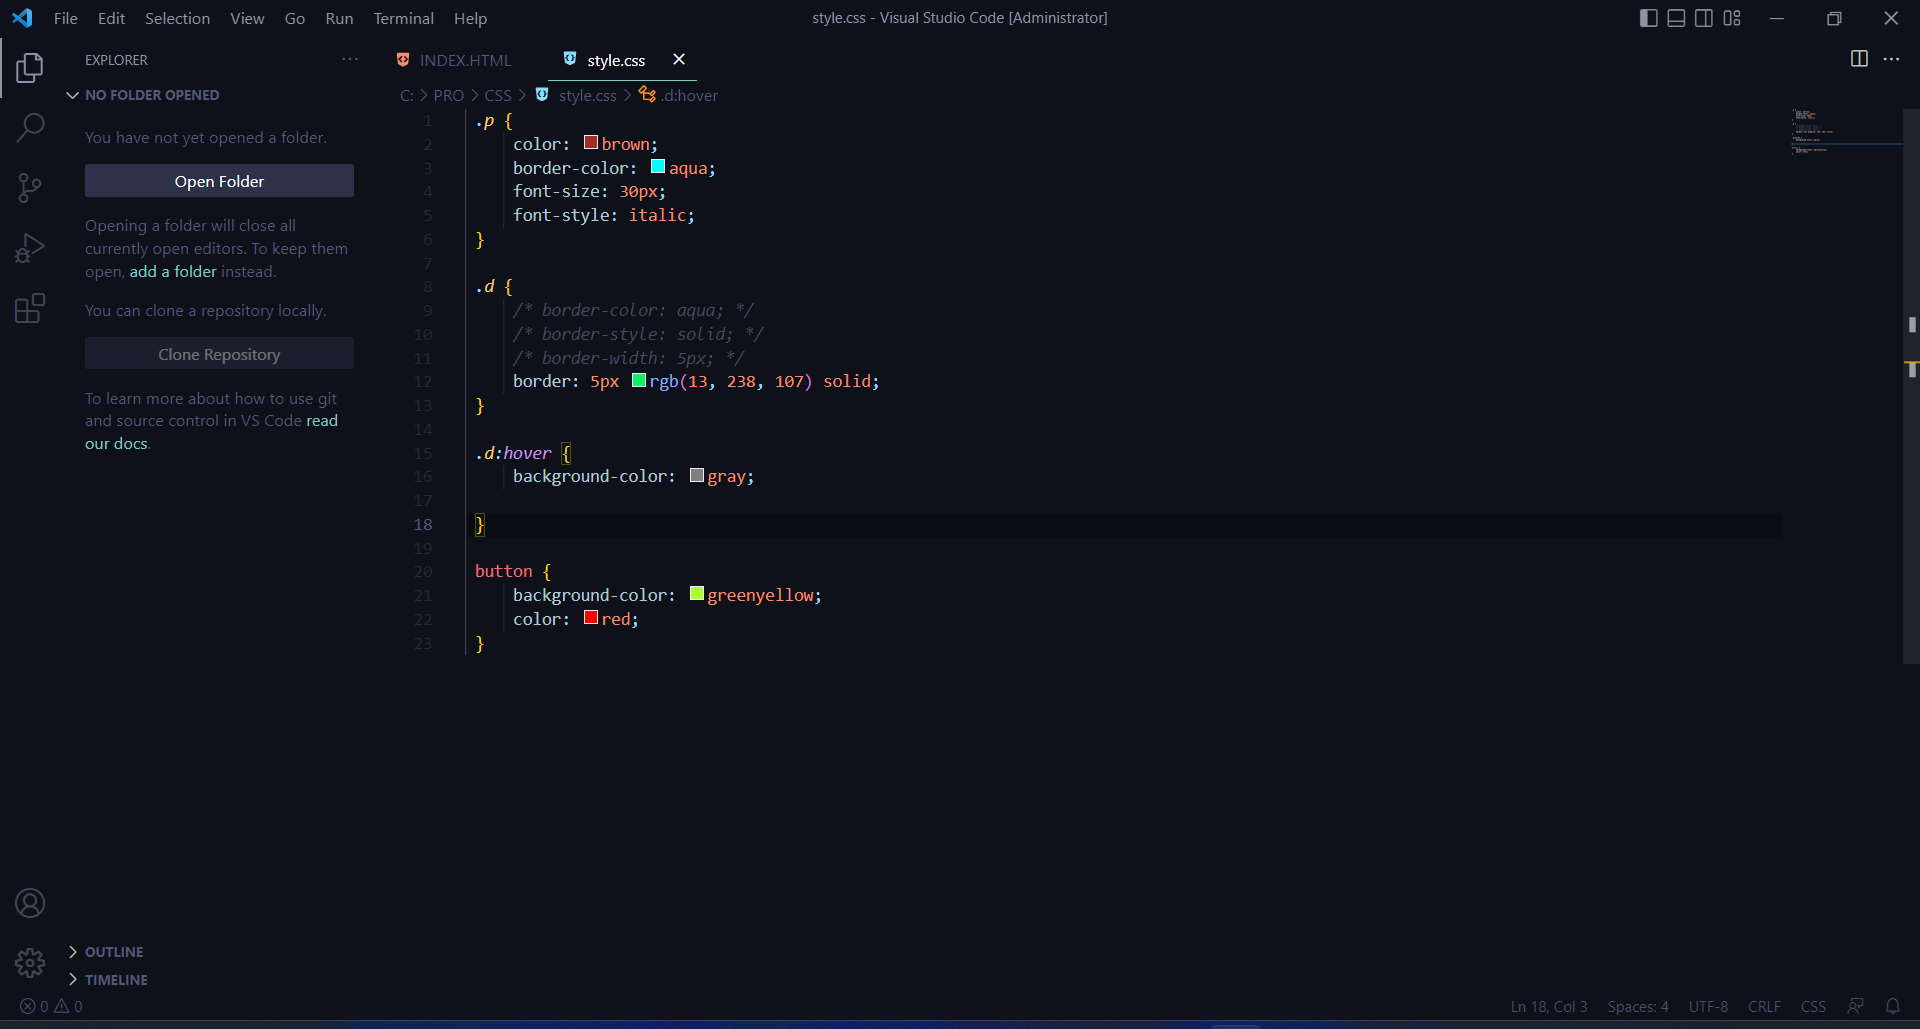 File Edit Selection View Go Run Terminal Help
style.css - Visual Studio Code [Administrator]
EXPLORER
NO FOLDER OPENED
You have not yet opened a folder.
Open Folder
Opening a folder will close all
currently open editors. To keep them
open, add a folder instead.
You can clone a repository locally.
Clone Repository
To learn more about how to use git
and source control in VS Code read
our docs.
OUTLINE
TIMELINE
INDEX.HTML
style.css
C: > PRO > CSS > style.css > .d:hover
1 .p {
2 color: brown;
3 border-color: aqua;
4 font-size: 30px;
5 font-style: italic;
6 }
7
8 .d {
9 /* border-color: aqua; */
10 /* border-style: solid; */
11 /* border-width: 5px; */
12 border: 5px rgb(13, 238, 107) solid;
13 }
14
15 .d:hover {
16 background-color: gray;
17
18 }
19
20 button {
21 background-color: greenyellow;
22 color: red;
23 }
0 0
Ln 18, Col 3 Spaces: 4 UTF-8 CRLF CSS